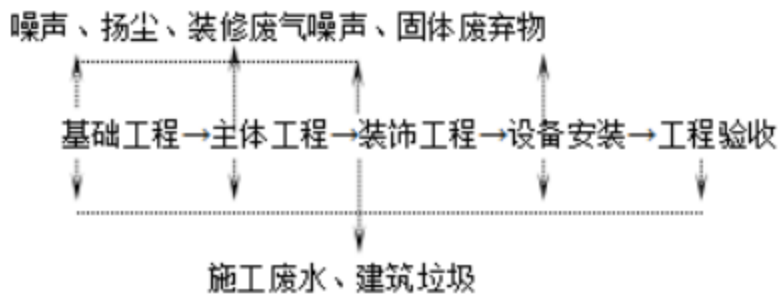 噪声、扬尘、装修废气噪声、固体废弃物
基础工程→主体工程→装饰工程→设备安装→工程验收
施工废水、建筑垃圾